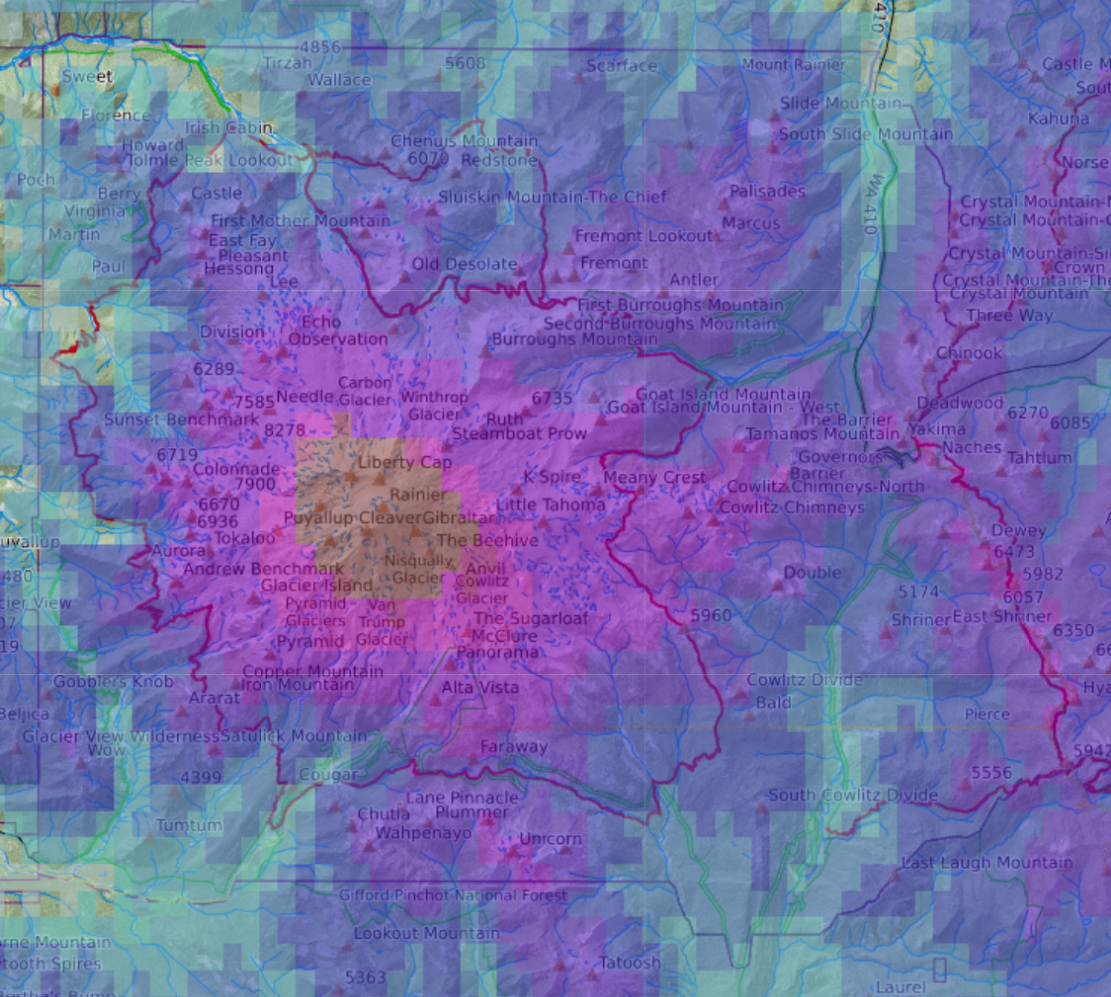 410
4856
Tirzah
5608
Scarface
Mount Rainier
Castle M
Sweet
Wallace
Sou
Florence
Slide Mountain
Kahuna
Irish Cabin
South Slide Mountain
Howard
Chenuis Mountain
Tolmie Peak Lookout
6070
Redstone
Norse
Poch
Berry
Castle
Sluiskin Mountain-The Chief
Palisades
WA 410
Crystal Mountain-
Virginia
First Mother Mountain
Marcus
Crystal Mountain-
Martin
East Fay
Fremont Lookout
Pleasant
Crystal Mountain-Si
Paul
Hessong
Old Desolate
Fremont
Crown
Lee
Antler
Crystal Mountain-The
Crystal Mountain
First Burroughs Mountain
Three Way
Division
Echo
Observation
Second Burroughs Mountain
Burroughs Mountain
Chinook
6289
Carbon
Glacier
Needle
7585
Winthrop
Glacier
6735
Goat Island Mountain
Goat Island Mountain - West
Deadwood
Sunset Benchmark
8278
Ruth
Steamboat Prow
The Barrier
Tamanos Mountain
Yakima
6270
6085
6719
Liberty Cap
Governors
Barrier
Naches
Tahtlum
Colonnade
7900
K Spire
Meany Crest
Cowlitz Chimneys-North
Rainier
Little Tahoma
Cowlitz Chimneys
6670
6936
Puyallup Cleaver
Gibraltar
Tokaloo
The Beehive
Dewey
uyallup
Aurora
6473
Nisqually
Glacier
Anvil
480
Andrew Benchmark
Glacier Island
Cowlitz
Glacier
Double
5982
5174
6057
cier View
Pyramid
Glaciers
Van
Trump
Glacier
The Sugarloaf
5960
Shriner
East Shriner
07
McClure
6350
19
Pyramid
Panorama
66
Copper Mountain
Iron Mountain
Gobblers Knob
Alta Vista
Cowlitz Divide
Hya
Ararat
Bald
Beljica
Pierce
Glacier View Wilderness
Satulick Mountain
Wow
Faraway
5942
4399
Cougar
5556
Lane Pinnacle
South Cowlitz Divide
Chutla
Plummer
Tumtum
Wahpenayo
Unicorn
Last Laugh Mountain
Gifford Pinchot National Forest
Lookout Mountain
rne Mountain
tooth Spires
Tatoosh
5363
Laurel